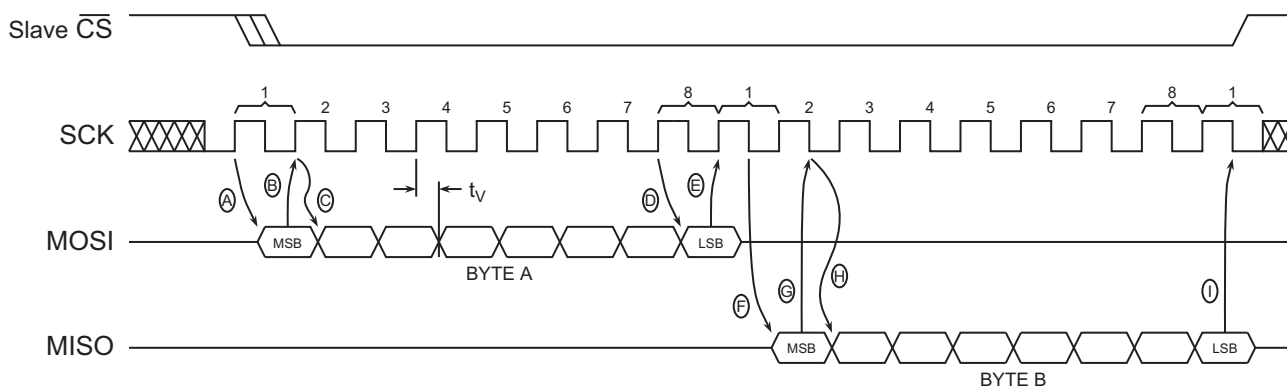 Slave CS
1 2 3 4 5 6 7 8 1 2 3 4 5 6 7 8 1
SCK
A B C tV D E
MOSI MSB LSB
BYTE A
F G H I
MISO MSB LSB
BYTE B